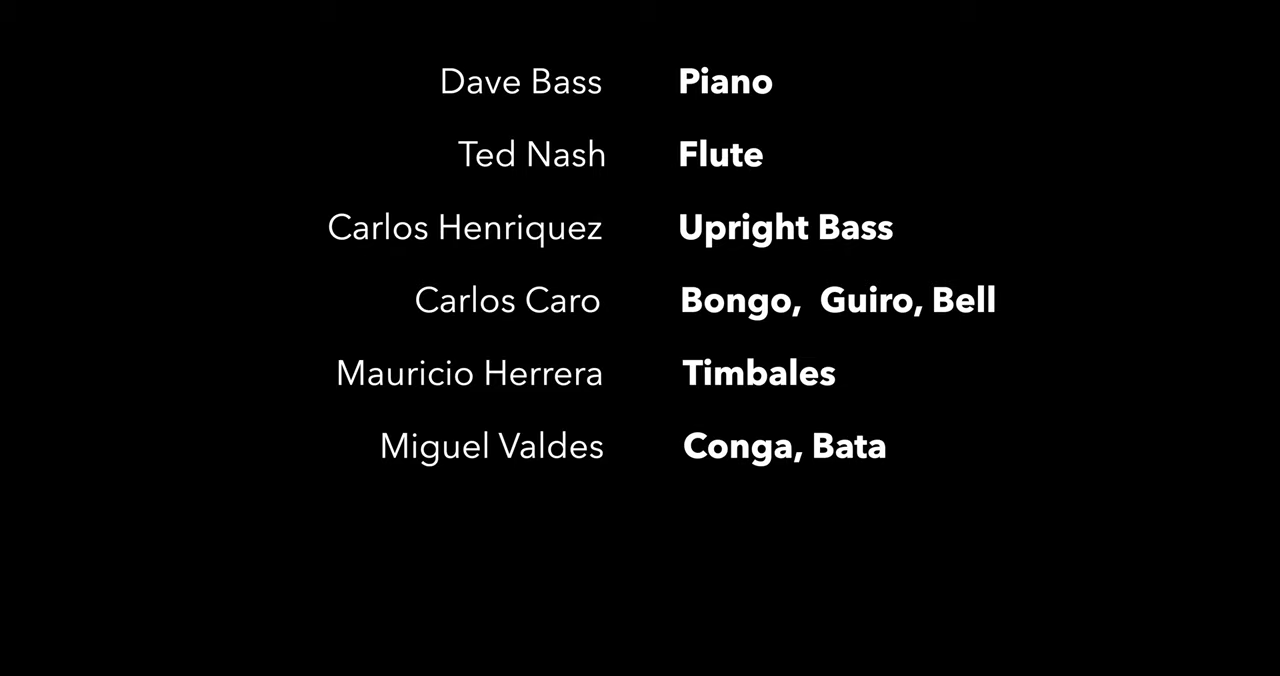 Dave Bass Piano
Ted Nash Flute
Carlos Henriquez Upright Bass
Carlos Caro Bongo, Guiro, Bell
Mauricio Herrera Timbales
Miguel Valdes Conga, Bata